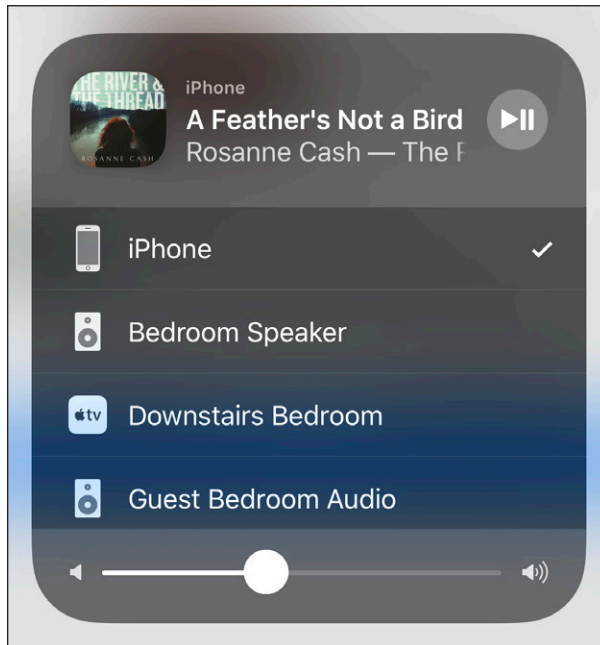 THE RIVER &
THE THREAD
ROSANNE CASH
iPhone
A Feather's Not a Bird
Rosanne Cash — The
iPhone
Bedroom Speaker
tv
Downstairs Bedroom
Guest Bedroom Audio